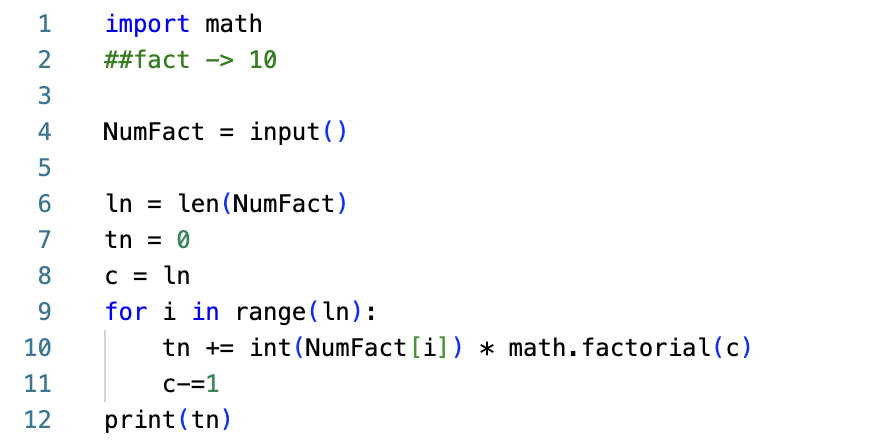 1 import math
2 ##fact -> 10
3
4 NumFact = input()
5
6 ln = len(NumFact)
7 tn = 0
8 c = ln
9 for i in range(ln):
10     tn += int(NumFact[i]) * math.factorial(c)
11     c-=1
12 print(tn)